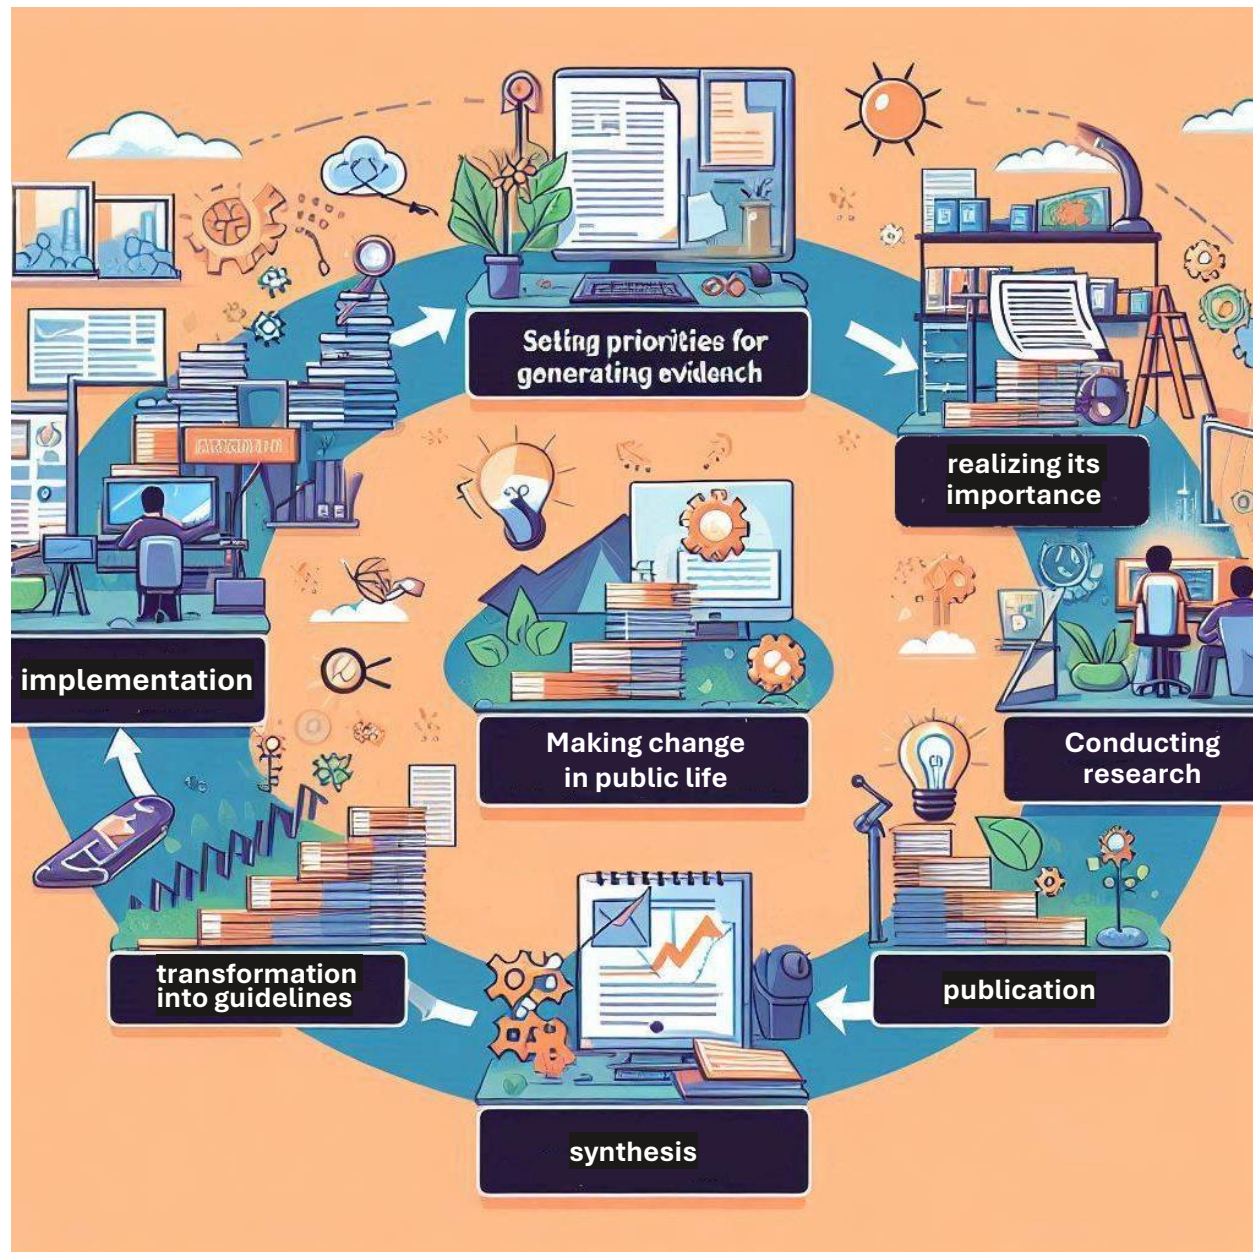 Seting priorities for
generating evidench
realizing its
importance
Conducting
research
publication
synthesis
transformation
into guidelines
implementation
Making change
in public life